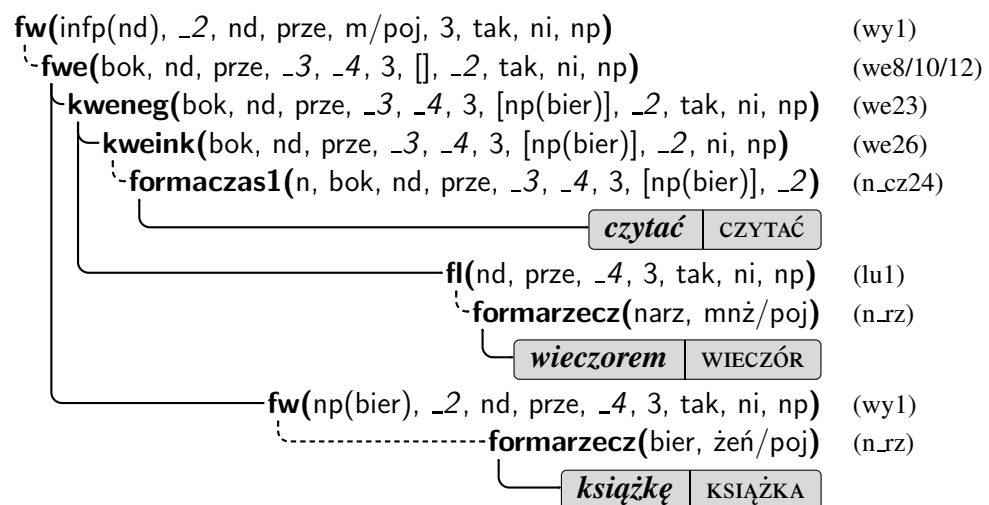 fw(infp(nd), _2, nd, prze, m/poj, 3, tak, ni, np) (wy1)
fwe(bok, nd, prze, _3, _4, 3, [], _2, tak, ni, np) (we8/10/12)
kweneg(bok, nd, prze, _3, _4, 3, [np(bier)], _2, tak, ni, np) (we23)
kweink(bok, nd, prze, _3, _4, 3, [np(bier)], _2, ni, np) (we26)
formaczas1(n, bok, nd, prze, _3, _4, 3, [np(bier)], _2) (n_cz24)
czytać CZYTAĆ
fl(nd, prze, _4, 3, tak, ni, np) (lu1)
formarzecz(narz, mnż/poj) (n_rz)
wieczorem WIECZÓR
fw(np(bier), _2, nd, prze, _4, 3, tak, ni, np) (wy1)
formarzecz(bier, żeń/poj) (n_rz)
książkę KSIĄŻKA